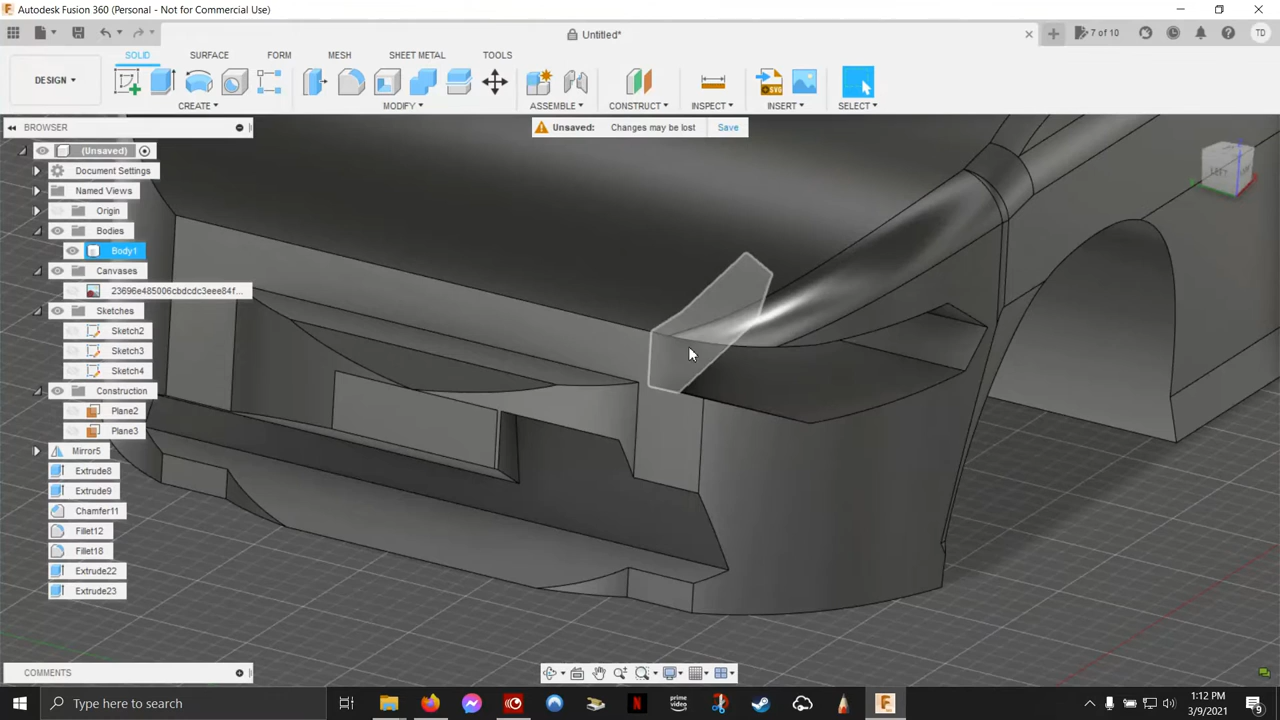 Autodesk Fusion 360 (Personal - Not for Commercial Use)
Untitled*
7 of 10
TD
DESIGN
SOLID SURFACE FORM MESH SHEET METAL TOOLS
CREATE MODIFY ASSEMBLE CONSTRUCT INSPECT INSERT SELECT
BROWSER
Unsaved: Changes may be lost Save
(Unsaved)
Document Settings
Named Views
Origin
Bodies
Body1
Canvases
23696e485006cbdcdc3eee84f...
Sketches
Sketch2
Sketch3
Sketch4
Construction
Plane2
Plane3
Mirror5
Extrude8
Extrude9
Chamfer11
Fillet12
Fillet18
Extrude22
Extrude23
COMMENTS
Type here to search
prime video
1:12 PM
3/9/2021